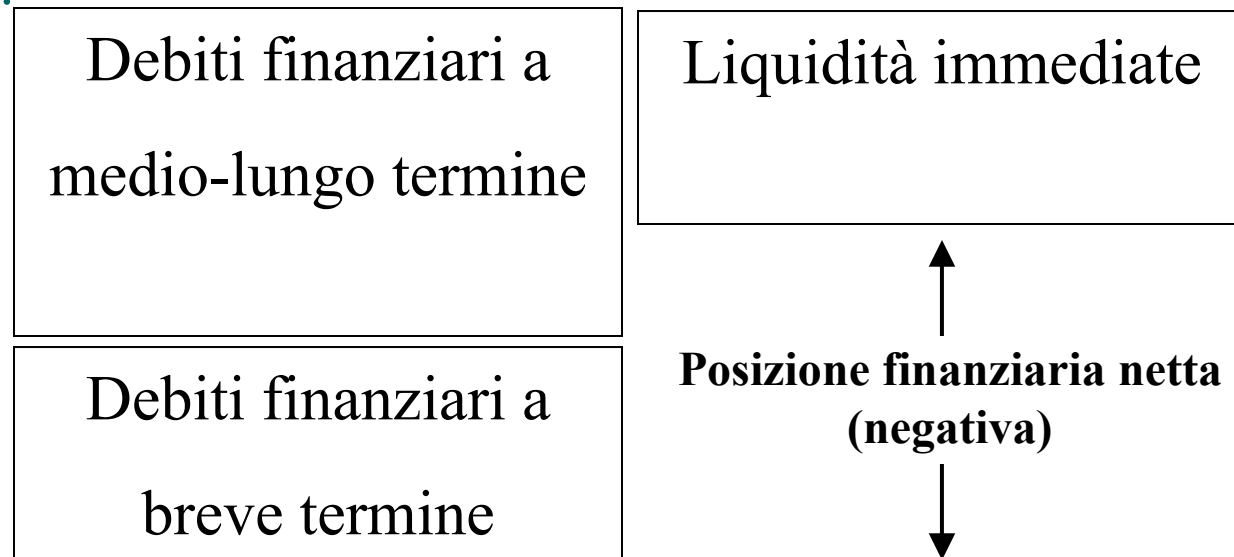 Debiti finanziari a
medio-lungo termine
Liquidità immediate
Debiti finanziari a
breve termine
Posizione finanziaria netta
(negativa)